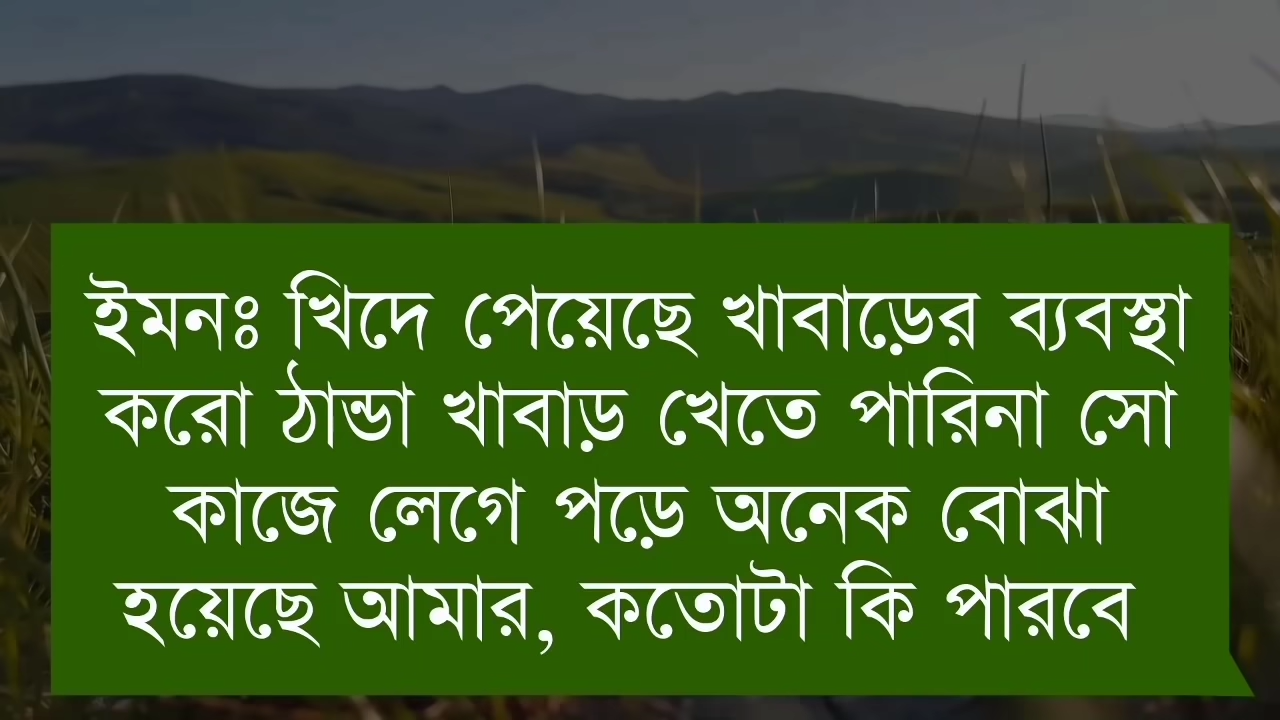 ইমনঃ খিদে পেয়েছে খাবাড়ের ব্যবস্থা
করো ঠান্ডা খাবাড় খেতে পারিনা সো
কাজে লেগে পড়ে অনেক বোঝা
হয়েছে আমার, কতোটা কি পারবে